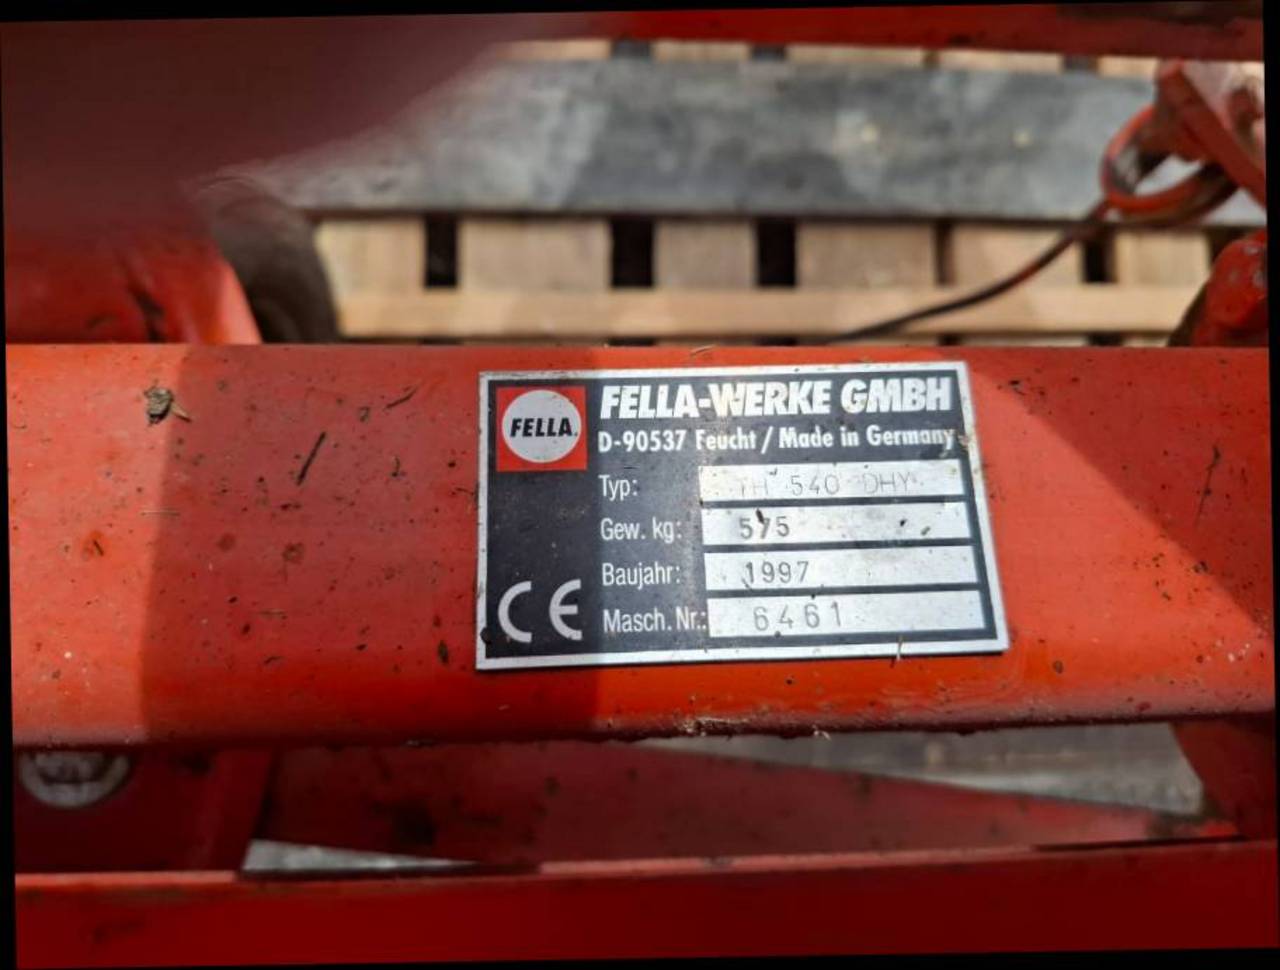 FELLA-WERKE GMBH
FELLA.
D-90537 Feucht / Made in Germany
Typ: TH 540 DHY
Gew. kg: 575
Baujahr: 1997
CE Masch. Nr.: 6461